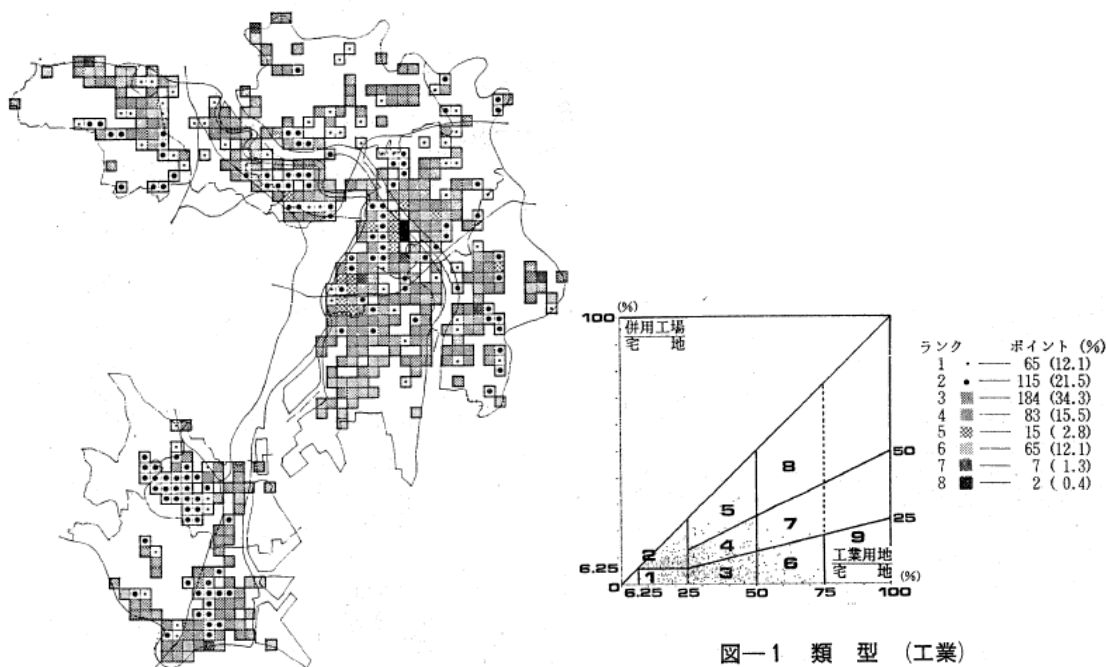 100 (%)
併用工場
宅 地
8
50
5
7
4
25
2
9
6.25
1
3
6
工業用地
宅 地
0
6.25 25 50 75 100
(%)
ランク ポイント (%)
1 65 (12.1)
2 115 (21.5)
3 184 (34.3)
4 83 (15.5)
5 15 ( 2.8)
6 65 (12.1)
7 7 ( 1.3)
8 2 ( 0.4)
図―1 類 型 (工業)